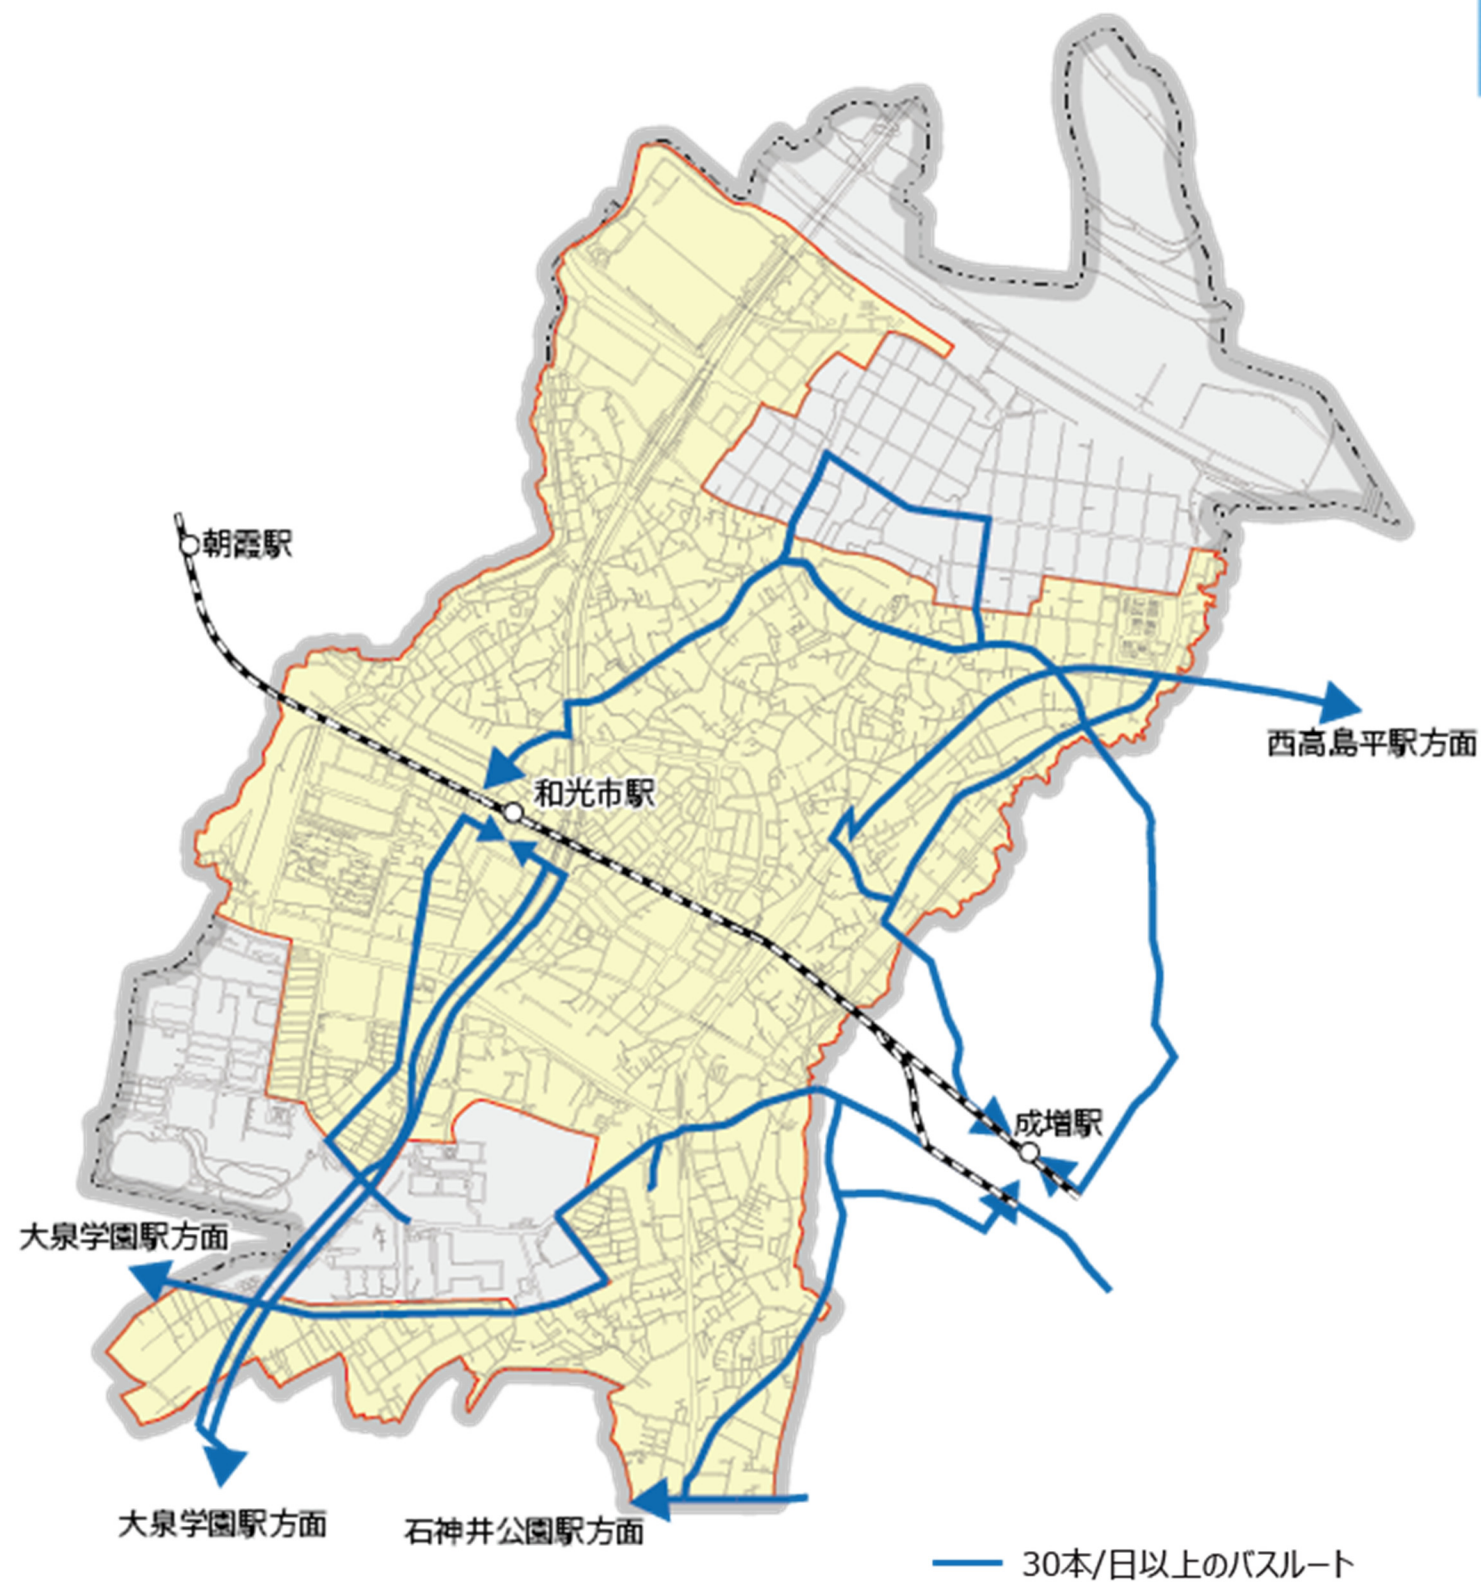 朝霞駅
西高島平駅方面
和光市駅
成増駅
大泉学園駅方面
大泉学園駅方面
石神井公園駅方面
30本/日以上のバスルート